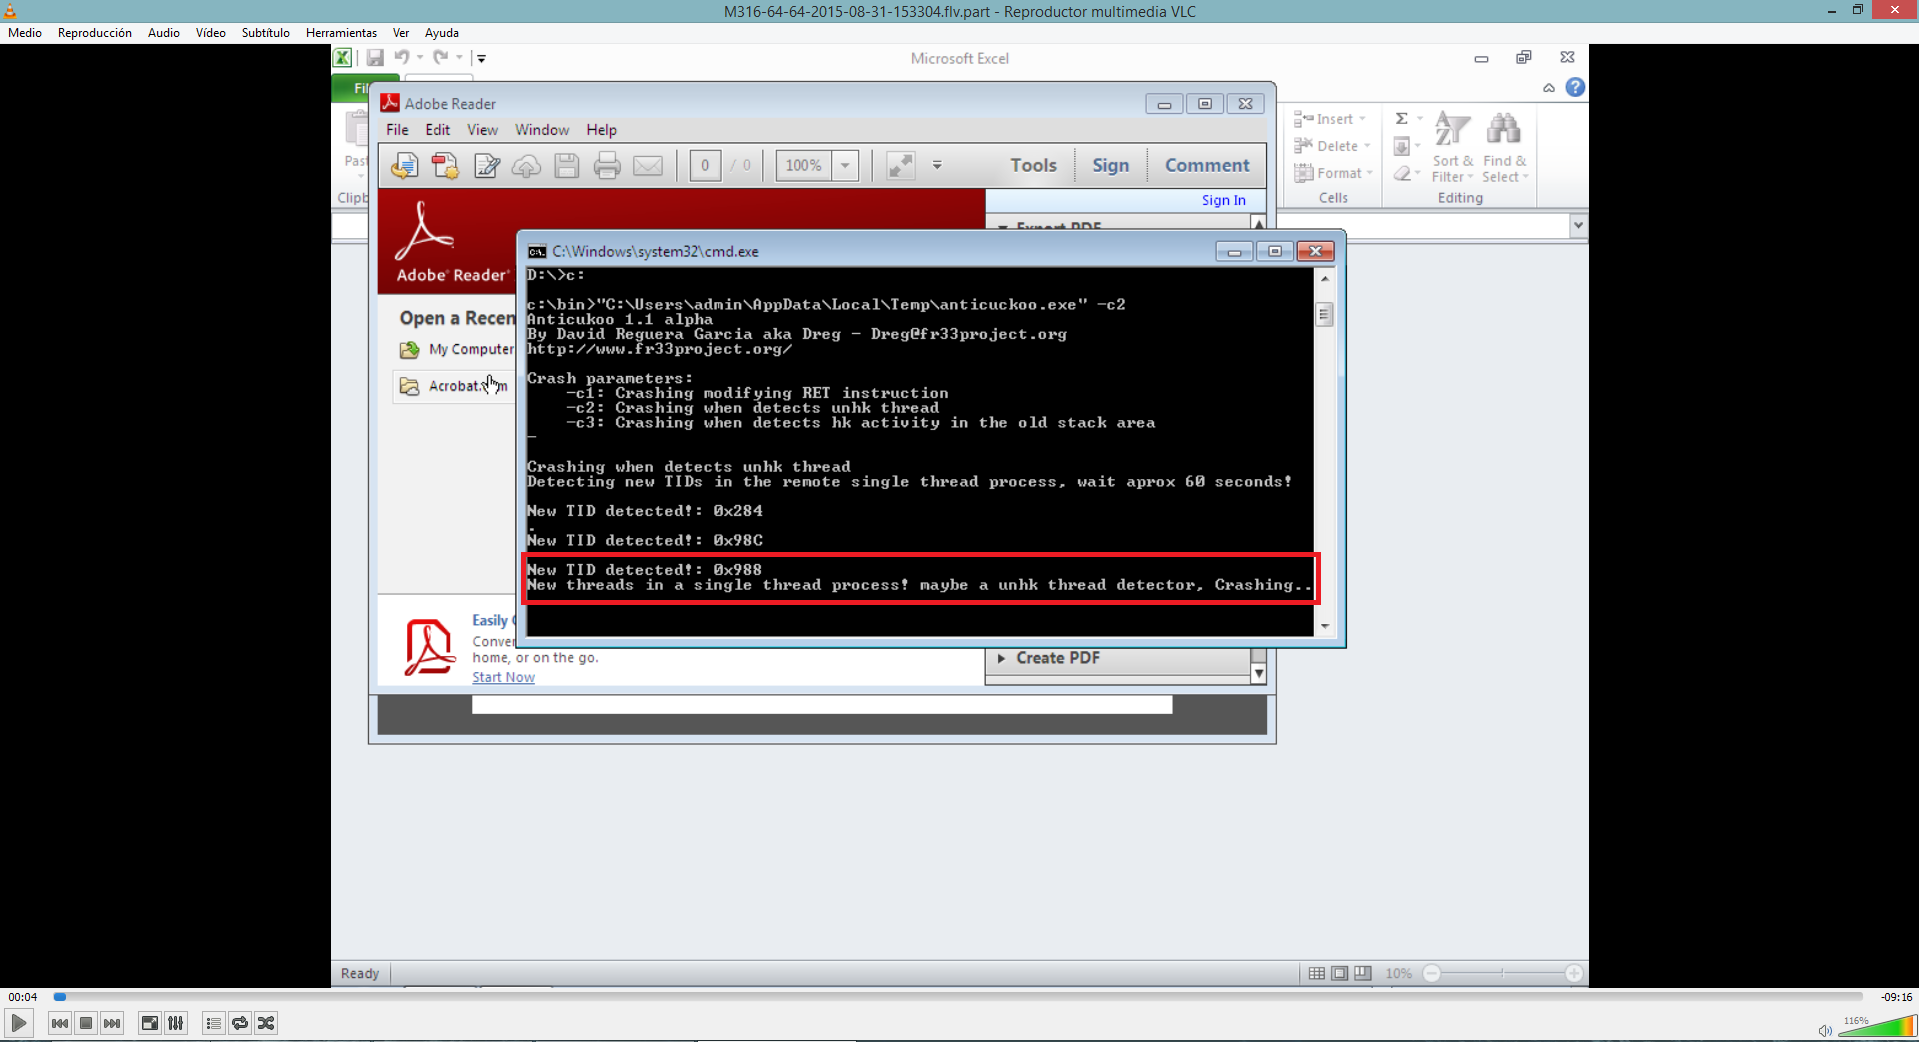 M316-64-64-2015-08-31-153304.flv.part - Reproductor multimedia VLC
Medio Reproducción Audio Vídeo Subtítulo Herramientas Ver Ayuda
Microsoft Excel
Adobe Reader
File Edit View Window Help
Insert
Delete
Format
Cells
Σ
Sort & Filter
Find & Select
Editing
0 / 0 100% Tools Sign Comment
Sign In
Export PDF
Adobe Reader
C:\Windows\system32\cmd.exe
D:\>c:
c:\bin>"C:\Users\admin\AppData\Local\Temp\anticuckoo.exe" -c2
Anticukoo 1.1 alpha
By David Reguera Garcia aka Dreg - Dreg@fr33project.org
http://www.fr33project.org/
Crash parameters:
-c1: Crashing modifying RET instruction
-c2: Crashing when detects unhk thread
-c3: Crashing when detects hk activity in the old stack area
-
Crashing when detects unhk thread
Detecting new TIDs in the remote single thread process, wait aprox 60 seconds!
New TID detected!: 0x284
.
New TID detected!: 0x98C
New TID detected!: 0x988
New threads in a single thread process! maybe a unhk thread detector, Crashing..
Open a Recen
My Computer
Easily
Conver
home, or on the go.
Start Now
Create PDF
Ready
10%
00:04 -09:16
116%